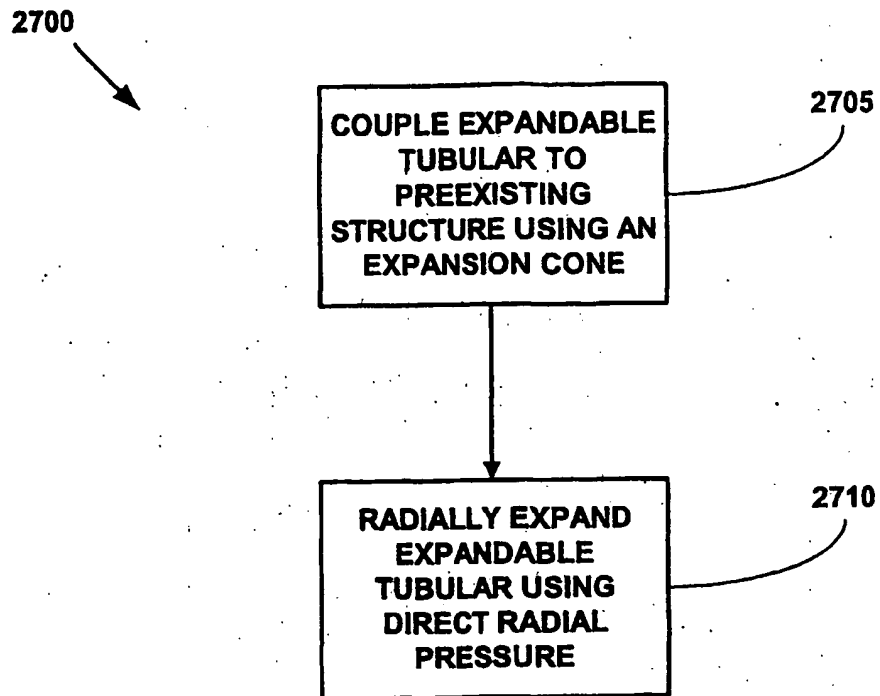 2700
2705
COUPLE EXPANDABLE
TUBULAR TO
PREEXISTING
STRUCTURE USING AN
EXPANSION CONE
2710
RADIALLY EXPAND
EXPANDABLE
TUBULAR USING
DIRECT RADIAL
PRESSURE